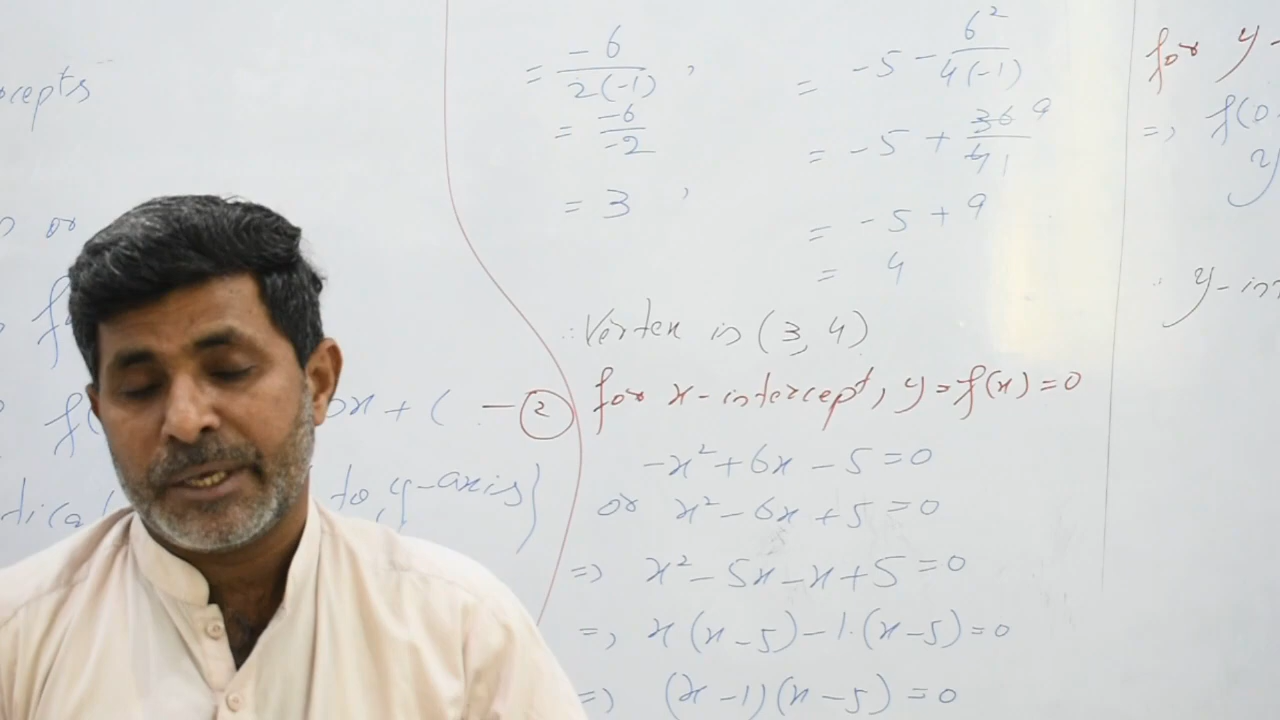 or
to y-axis}
bx + c — ②
= -6/2(-1) ,
= -6/-2
= 3 ,
= -5 - 6²/4(-1)
= -5 + 36 9/4 1
= -5 + 9
= 4
∴ Vertex is (3, 4)
for x-intercept, y = f(x) = 0
-x² + 6x - 5 = 0
or x² - 6x + 5 = 0
=> x² - 5x - x + 5 = 0
=> x(x - 5) - 1.(x - 5) = 0
=> (x - 1)(x - 5) = 0
for y-
=> f(0
y
∴ y-in